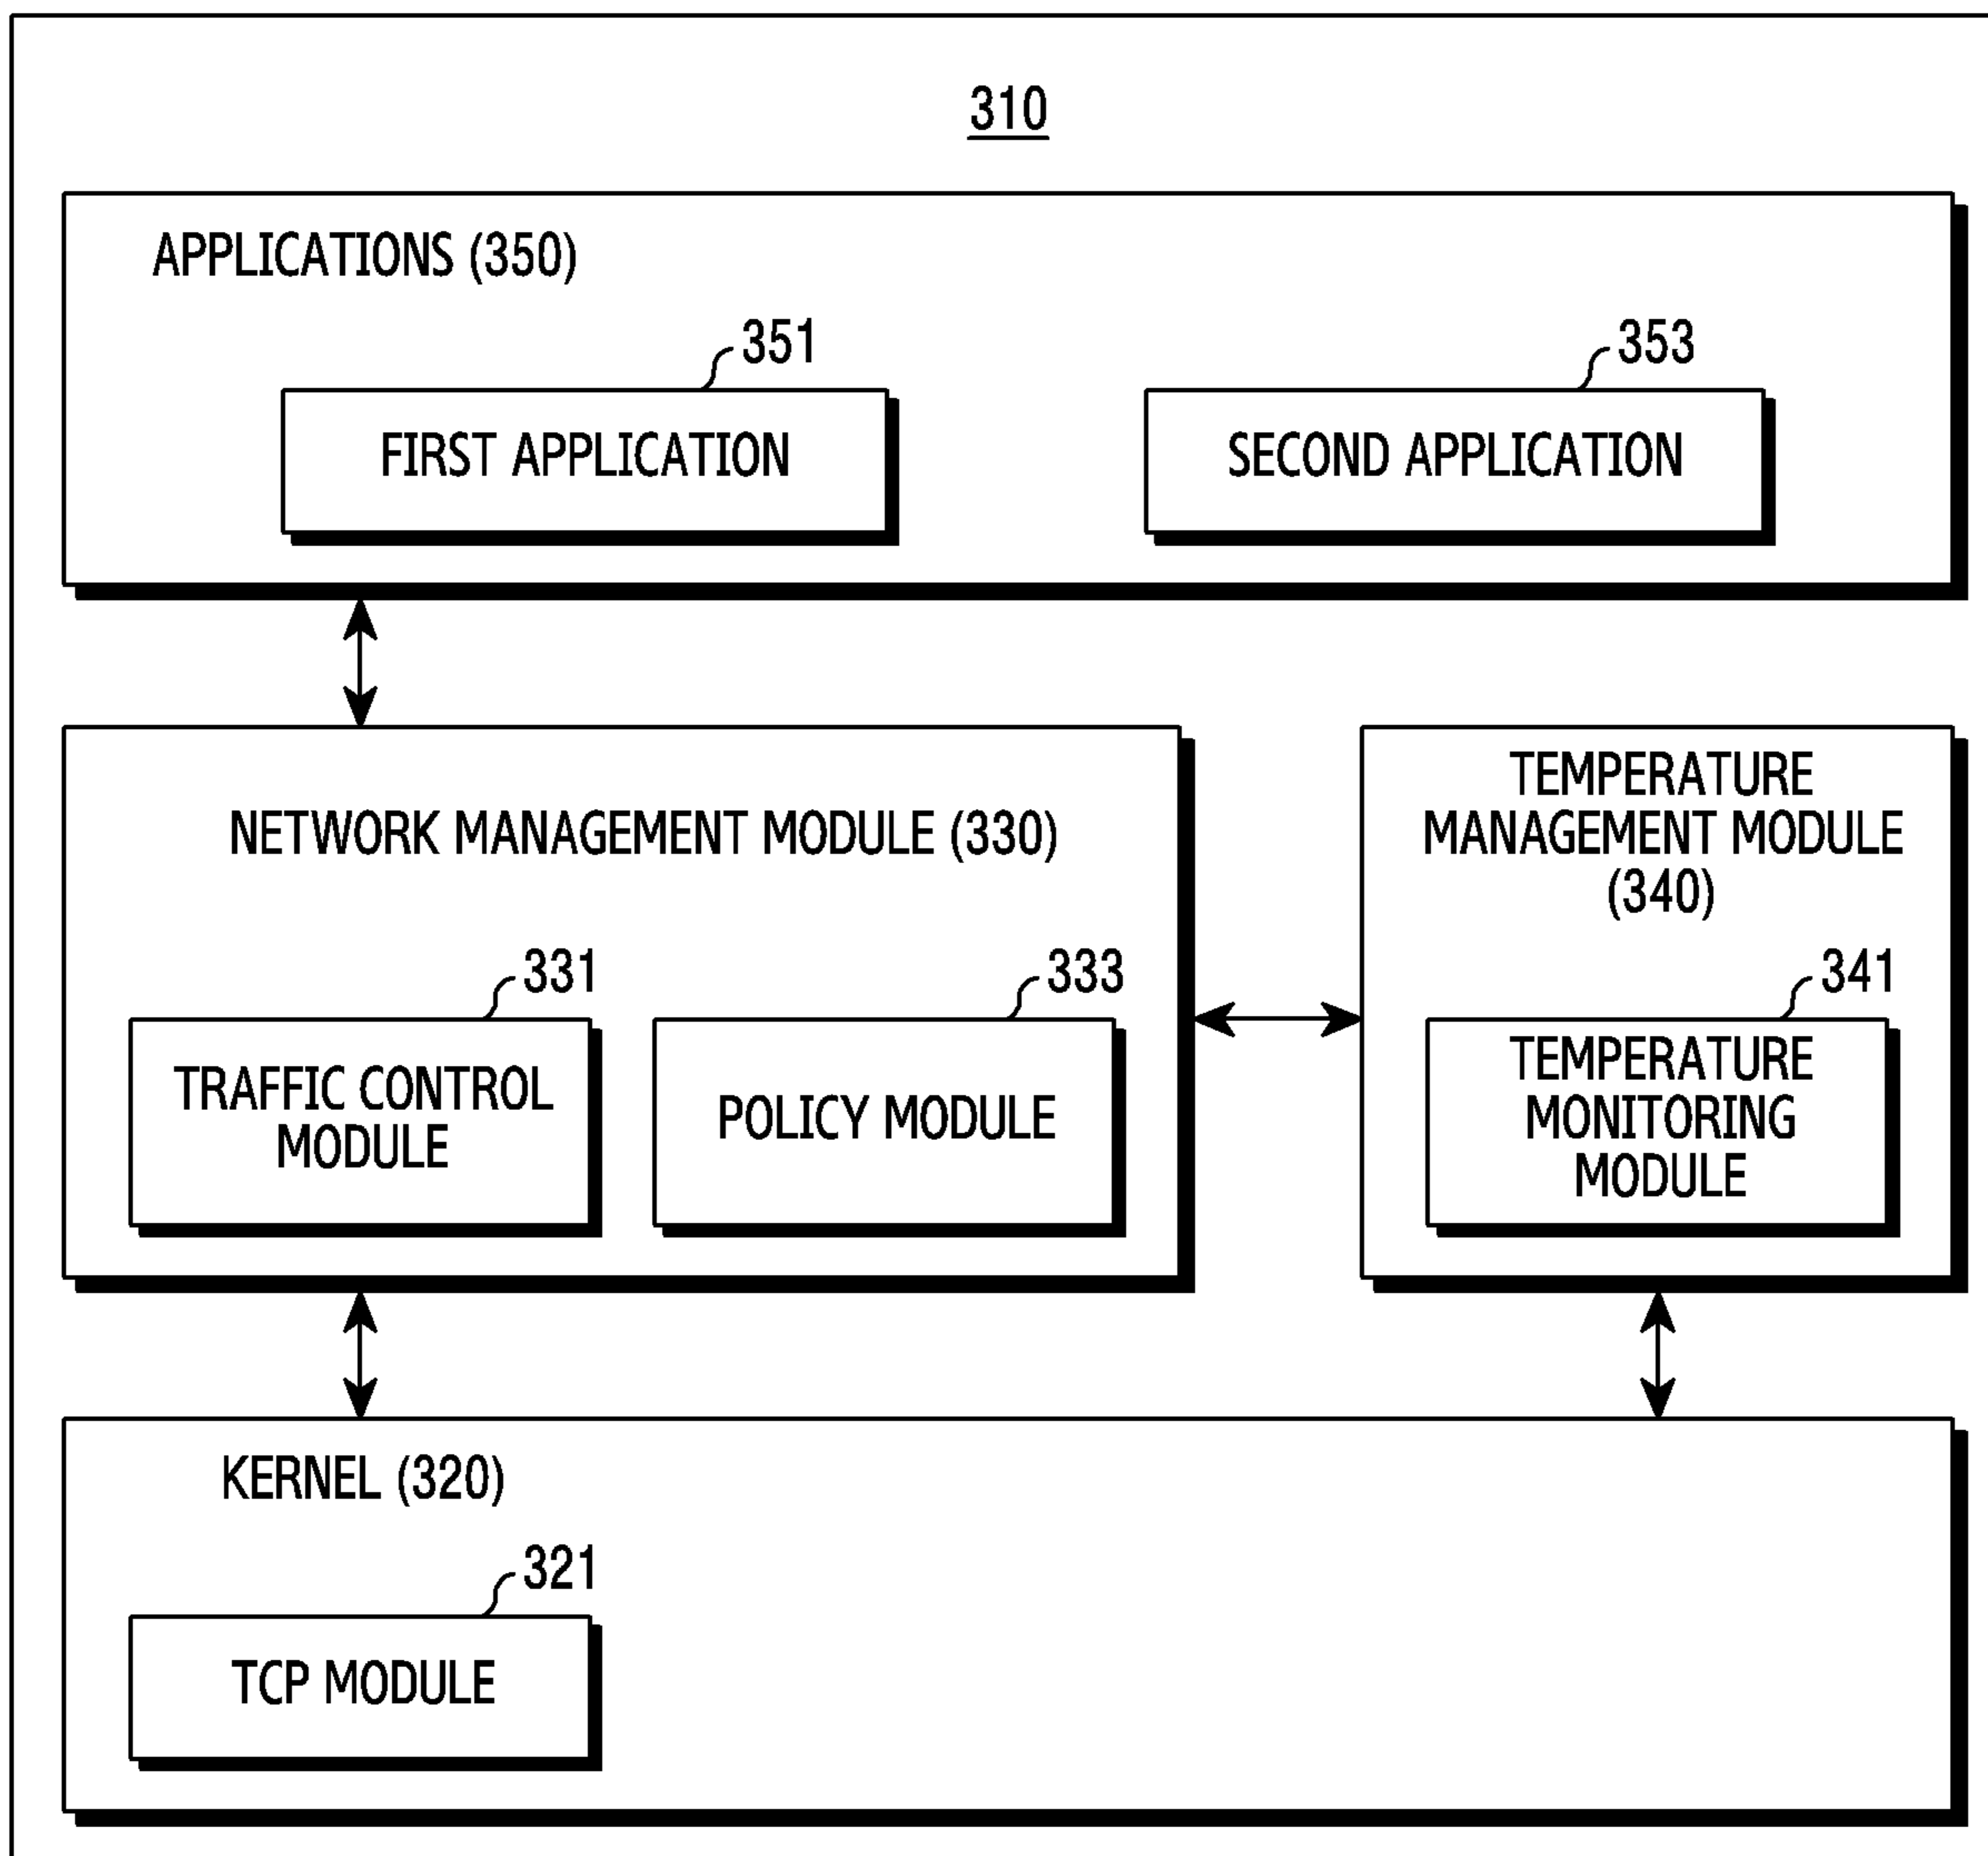 310
APPLICATIONS (350)
351
353
FIRST APPLICATION
SECOND APPLICATION
NETWORK MANAGEMENT MODULE (330)
331
333
TRAFFIC CONTROL
MODULE
POLICY MODULE
TEMPERATURE
MANAGEMENT MODULE
(340)
341
TEMPERATURE
MONITORING
MODULE
KERNEL (320)
321
TCP MODULE